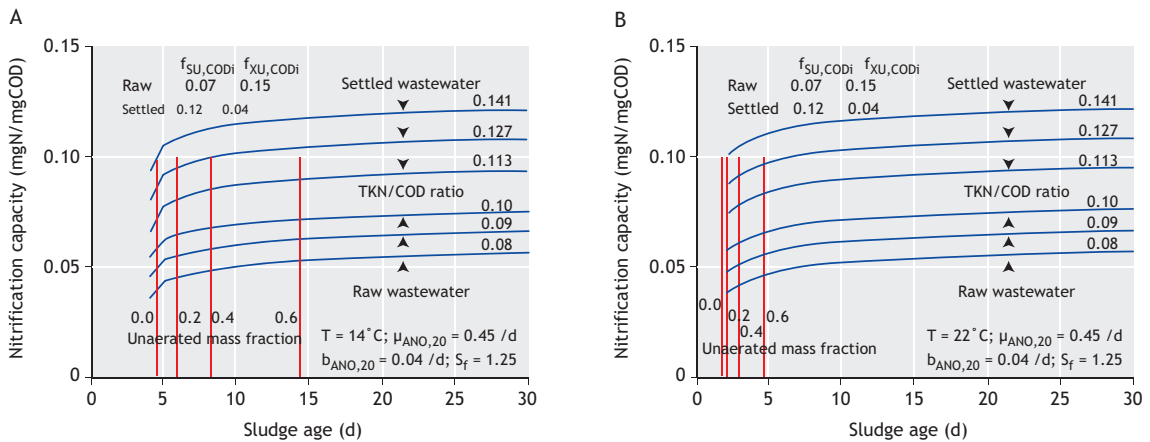 A
0.15
0.10
0.05
0
Nitrification capacity (mgN/mgCOD)
f_SU,CODi f_XU,CODi
Raw 0.07 0.15
Settled 0.12 0.04
Settled wastewater
0.141
0.127
0.113
TKN/COD ratio
0.10
0.09
0.08
Raw wastewater
0.0 0.2 0.4 0.6
Unaerated mass fraction
T = 14˚C; μ_ANO,20 = 0.45 /d
b_ANO,20 = 0.04 /d; S_f = 1.25
0 5 10 15 20 25 30
Sludge age (d)
B
0.15
0.10
0.05
0
Nitrification capacity (mgN/mgCOD)
f_SU,CODi f_XU,CODi
Raw 0.07 0.15
Settled 0.12 0.04
Settled wastewater
0.141
0.127
0.113
TKN/COD ratio
0.10
0.09
0.08
Raw wastewater
0.0
0.2 0.6
0.4
Unaerated mass fraction
T = 22˚C; μ_ANO,20 = 0.45 /d
b_ANO,20 = 0.04 /d; S_f = 1.25
0 5 10 15 20 25 30
Sludge age (d)